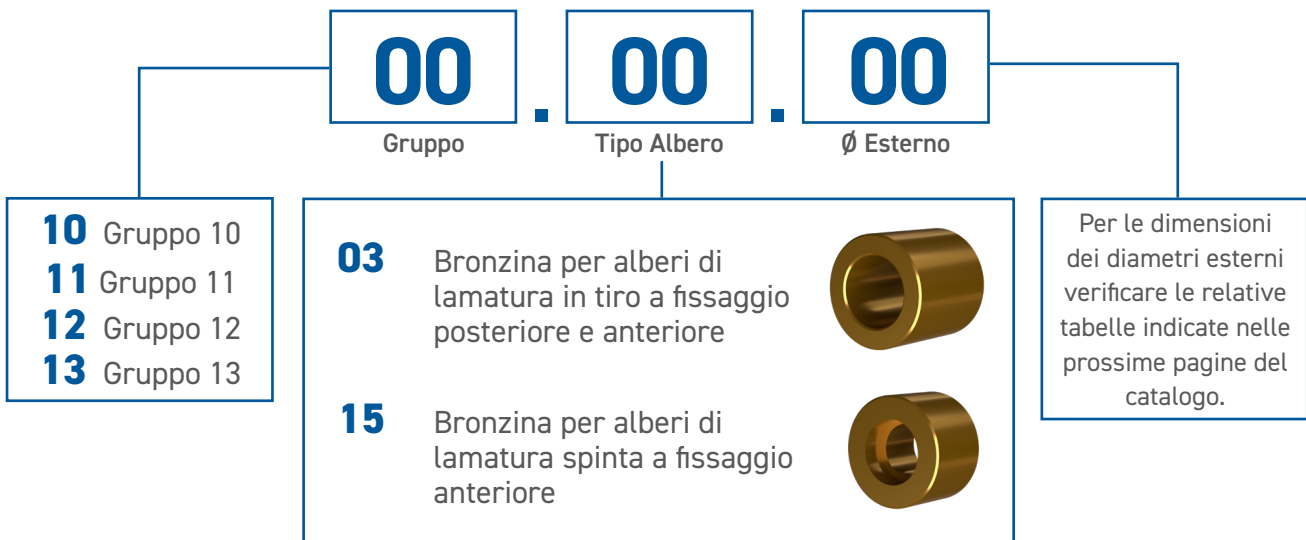 00 . 00 . 00
Gruppo
Tipo Albero
Ø Esterno
10 Gruppo 10
11 Gruppo 11
12 Gruppo 12
13 Gruppo 13
03 Bronzina per alberi di
lamatura in tiro a fissaggio
posteriore e anteriore
15 Bronzina per alberi di
lamatura spinta a fissaggio
anteriore
Per le dimensioni
dei diametri esterni
verificare le relative
tabelle indicate nelle
prossime pagine del
catalogo.